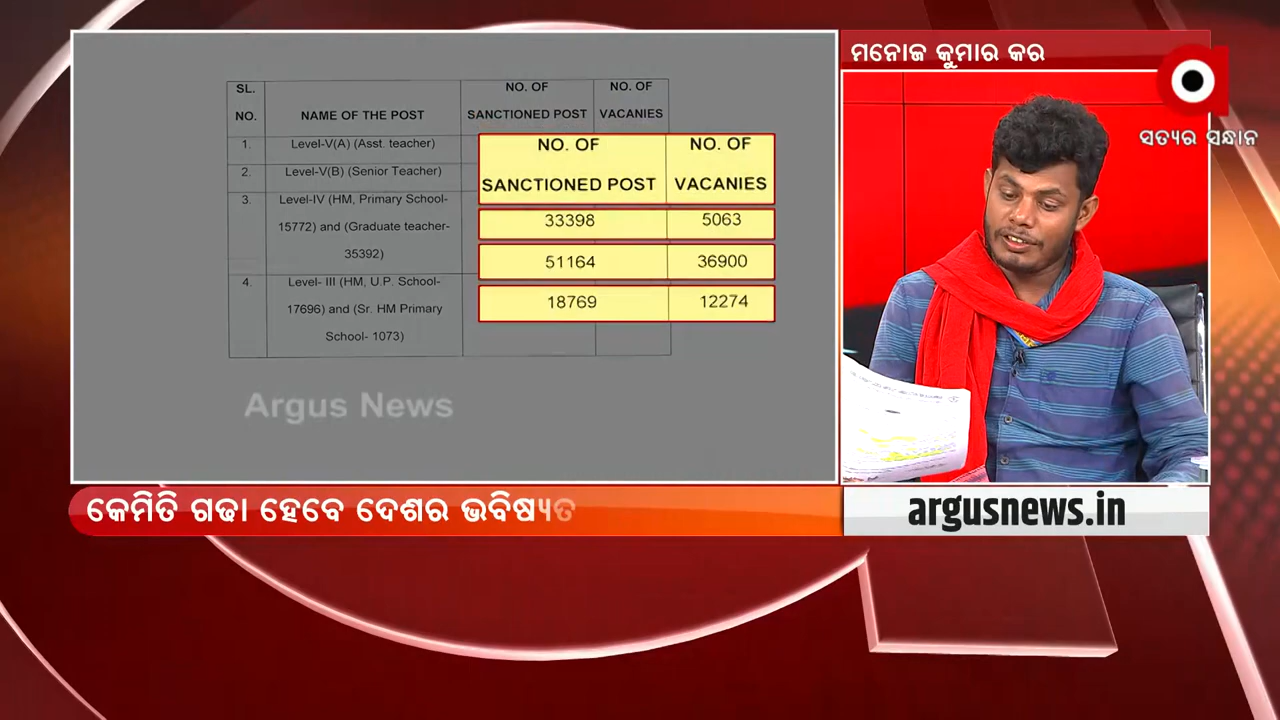 SL.
NO.
NAME OF THE POST
NO. OF
SANCTIONED POST
NO. OF
VACANIES
1.
Level-V(A) (Asst. teacher)
2.
Level-V(B) (Senior Teacher)
3.
Level-IV (HM, Primary School-
15772) and (Graduate teacher-
35392)
4.
Level- III (HM, U.P. School-
17696) and (Sr. HM Primary
School- 1073)
NO. OF
SANCTIONED POST
NO. OF
VACANIES
33398
5063
51164
36900
18769
12274
Argus News
ମନୋଜ କୁମାର କର
ସତ୍ୟର ସନ୍ଧାନ
କେମିତି ଗଢା ହେବେ ଦେଶର ଭବିଷ୍ୟତ
argusnews.in